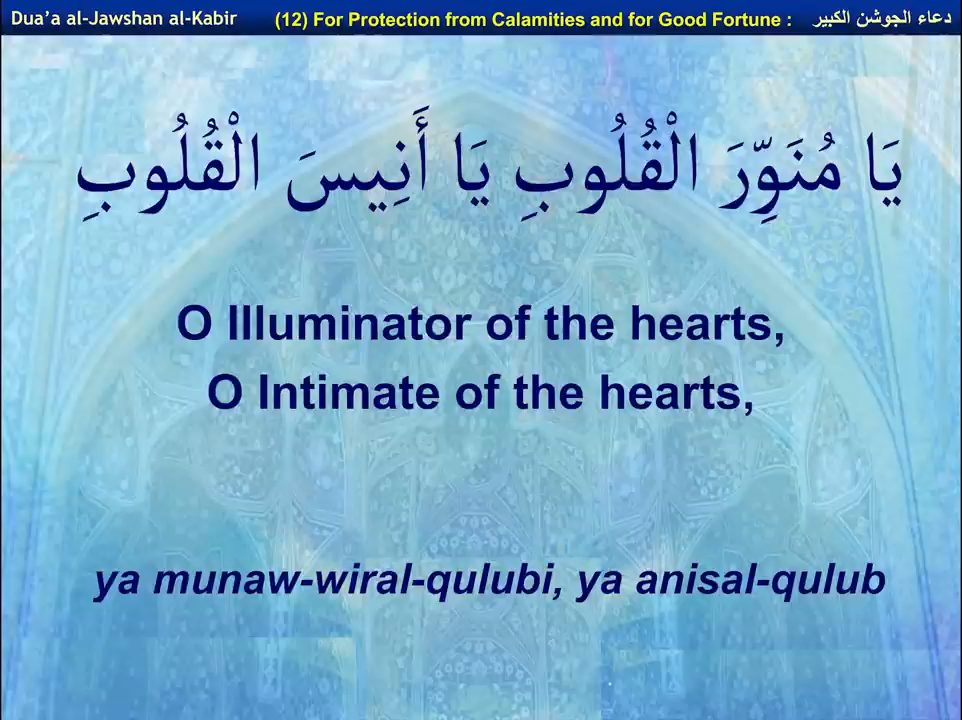 Dua’a al-Jawshan al-Kabir (12) For Protection from Calamities and for Good Fortune : دعاء الجوشن الكبير
يَا مُنَوِّرَ الْقُلُوبِ يَا أَنِيسَ الْقُلُوبِ
O Illuminator of the hearts,
O Intimate of the hearts,
ya munaw-wiral-qulubi, ya anisal-qulub